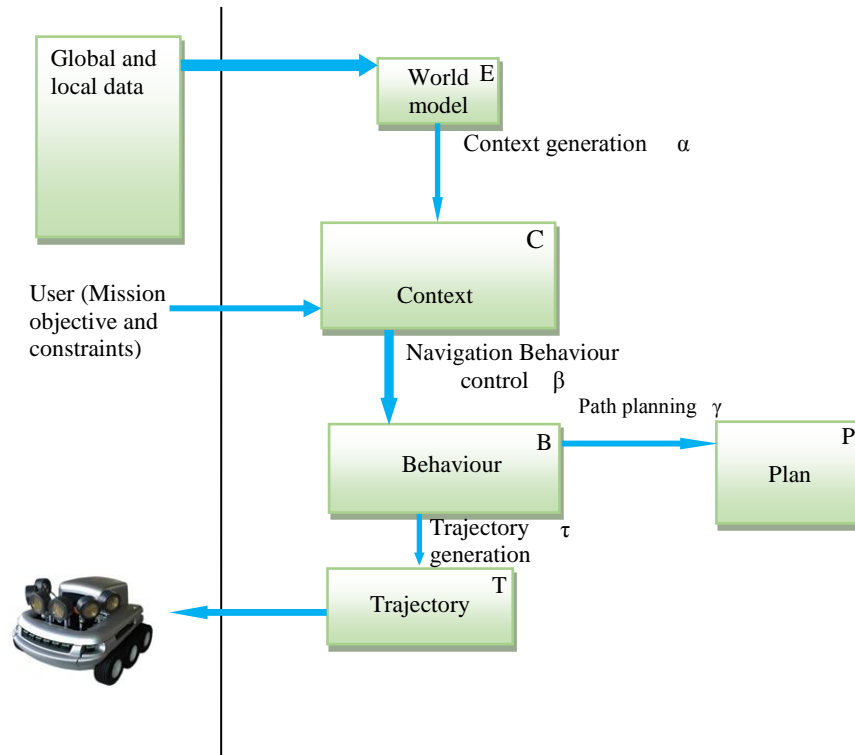 Global and
local data
World E
model
Context generation α
C
Context
User (Mission
objective and
constraints)
Navigation Behaviour
control β
Path planning γ
B
Behaviour
P
Plan
Trajectory τ
generation
T
Trajectory